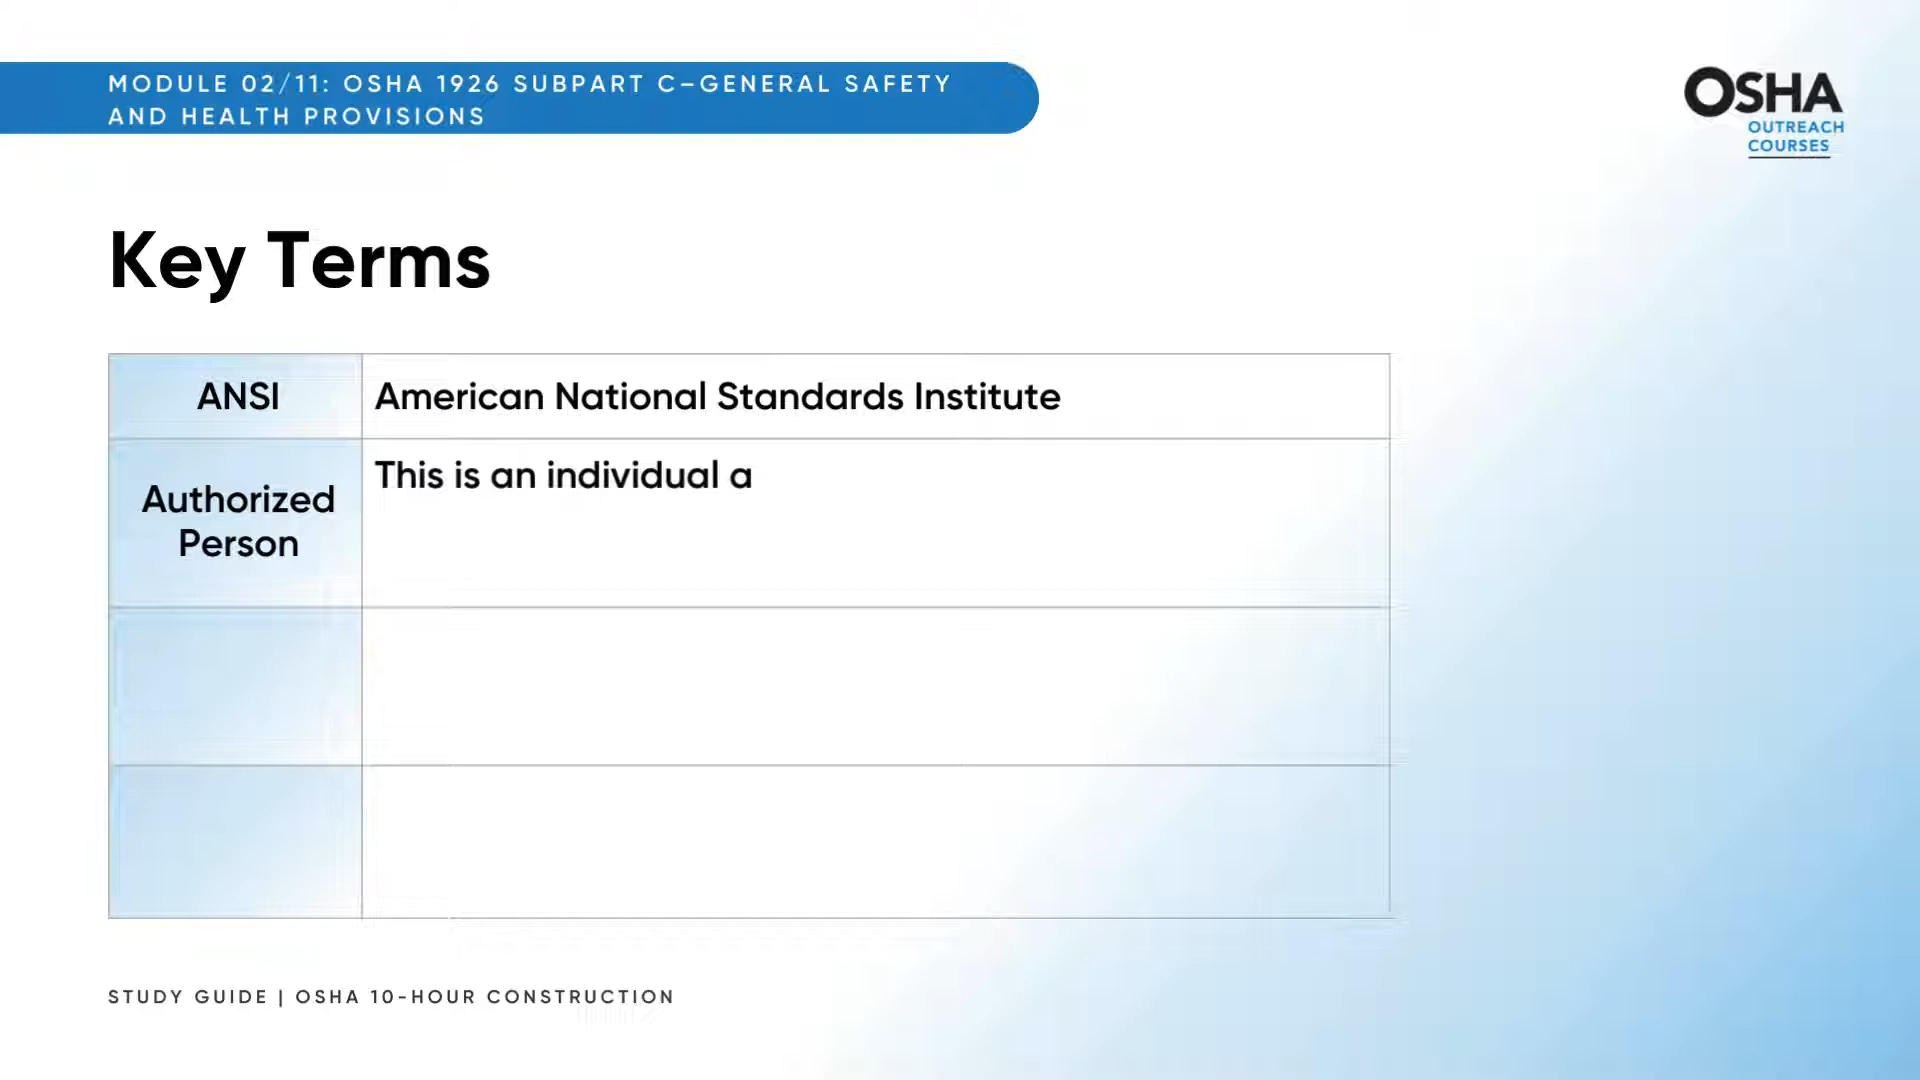 MODULE 02/11: OSHA 1926 SUBPART C–GENERAL SAFETY
AND HEALTH PROVISIONS
OSHA
OUTREACH
COURSES
Key Terms
ANSI
American National Standards Institute
Authorized
Person
This is an individual a
STUDY GUIDE | OSHA 10-HOUR CONSTRUCTION